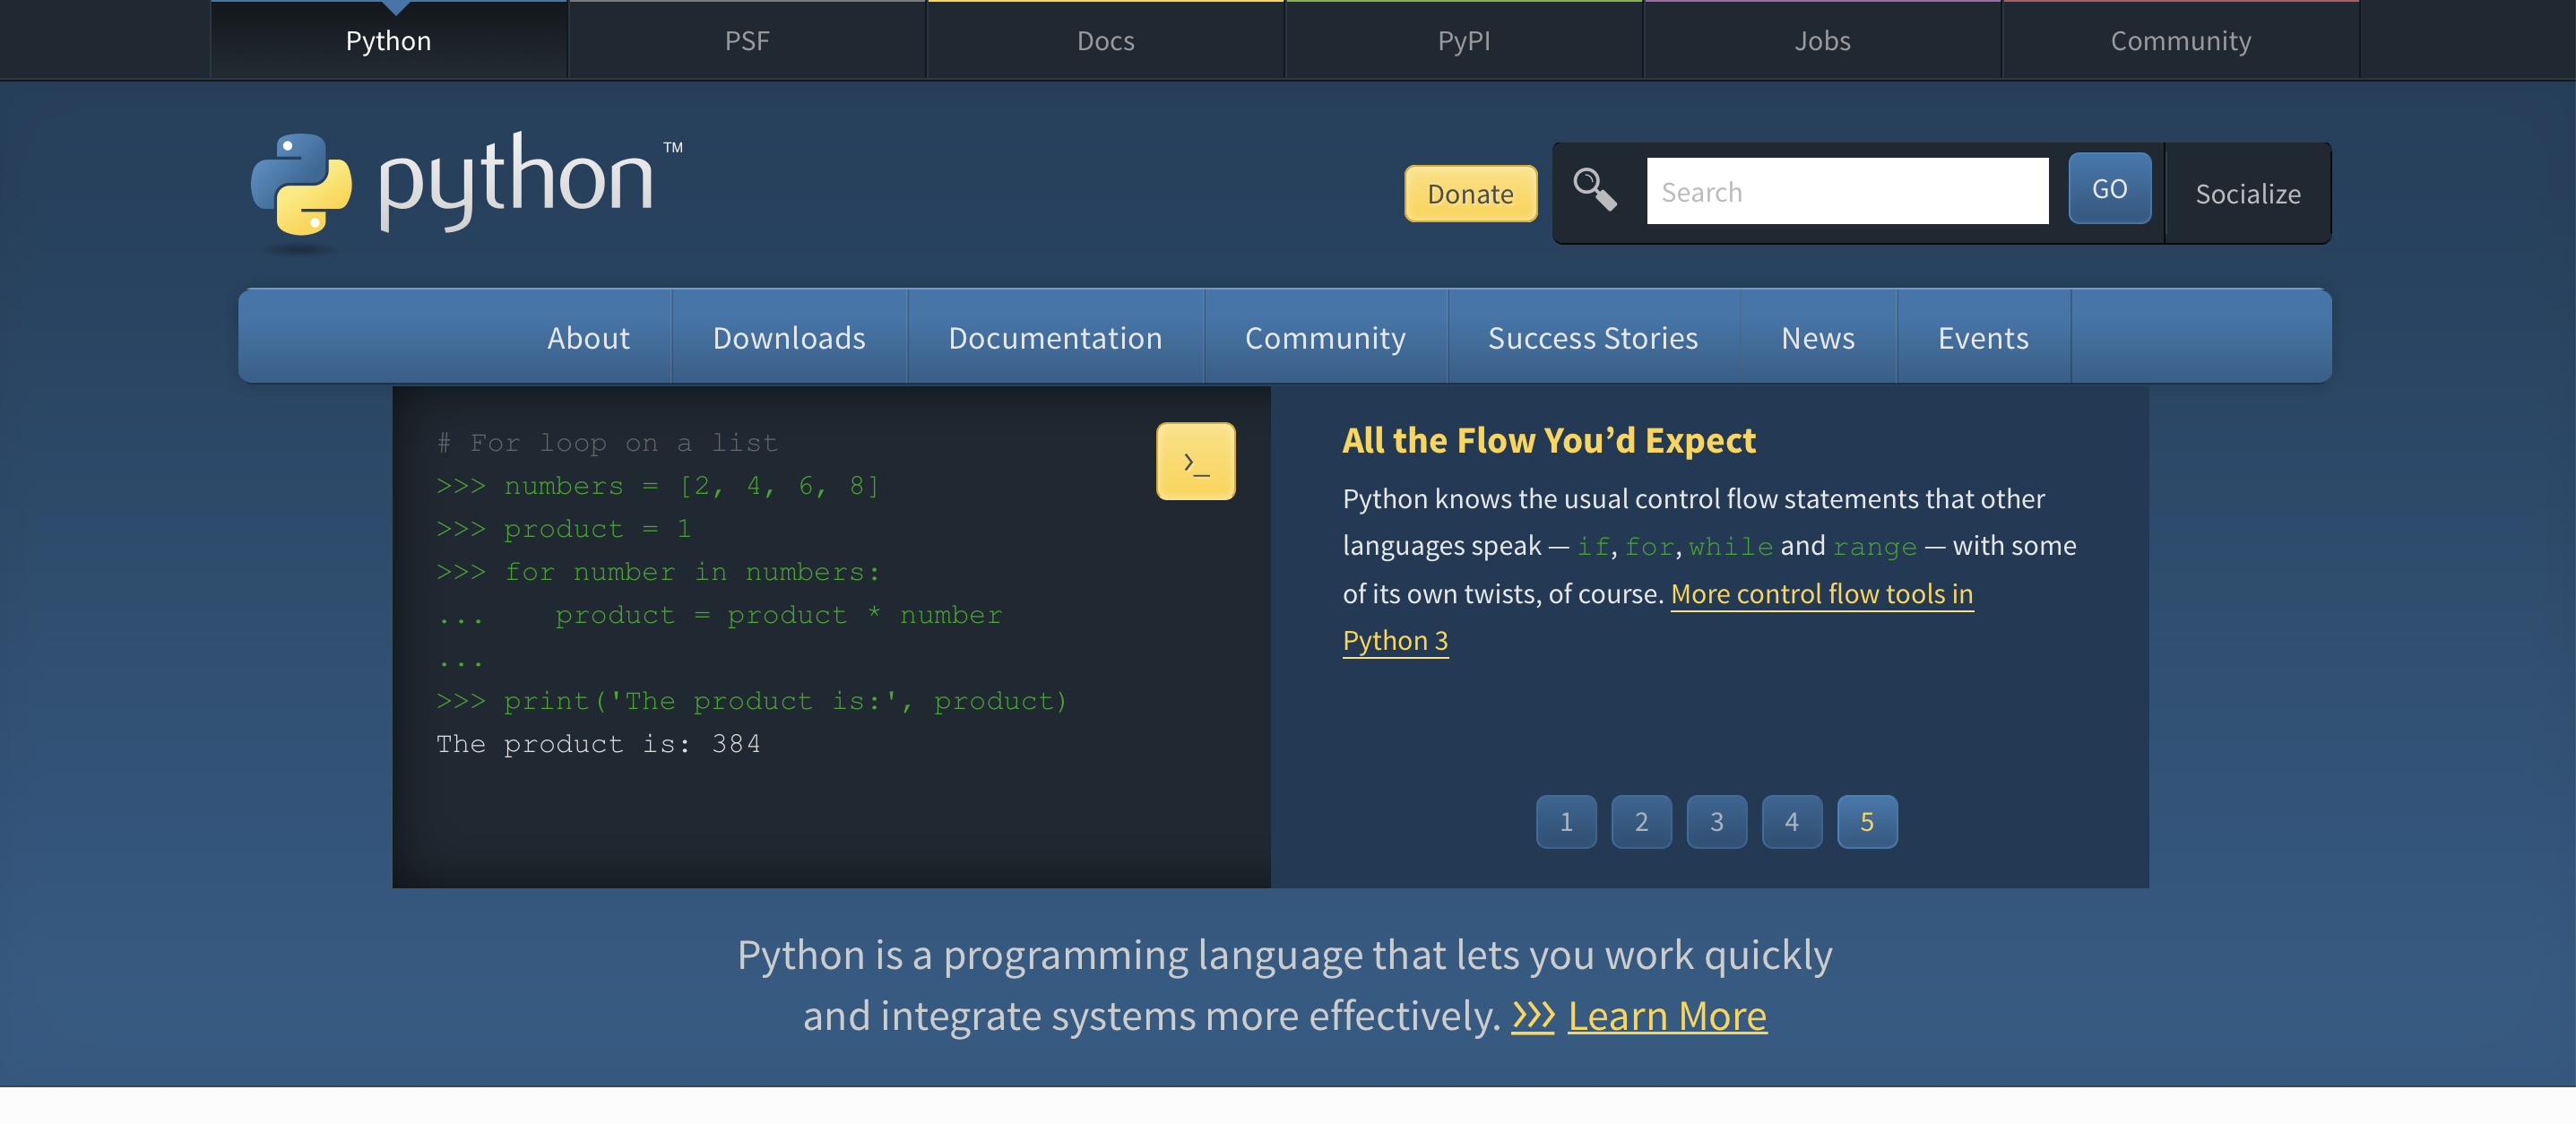 Python PSF Docs PyPI Jobs Community
python™
Donate Search GO Socialize
About Downloads Documentation Community Success Stories News Events
# For loop on a list
>>> numbers = [2, 4, 6, 8]
>>> product = 1
>>> for number in numbers:
...    product = product * number
...
>>> print('The product is:', product)
The product is: 384
>_
All the Flow You’d Expect
Python knows the usual control flow statements that other
languages speak — if, for, while and range — with some
of its own twists, of course. More control flow tools in
Python 3
1 2 3 4 5
Python is a programming language that lets you work quickly
and integrate systems more effectively. >>> Learn More